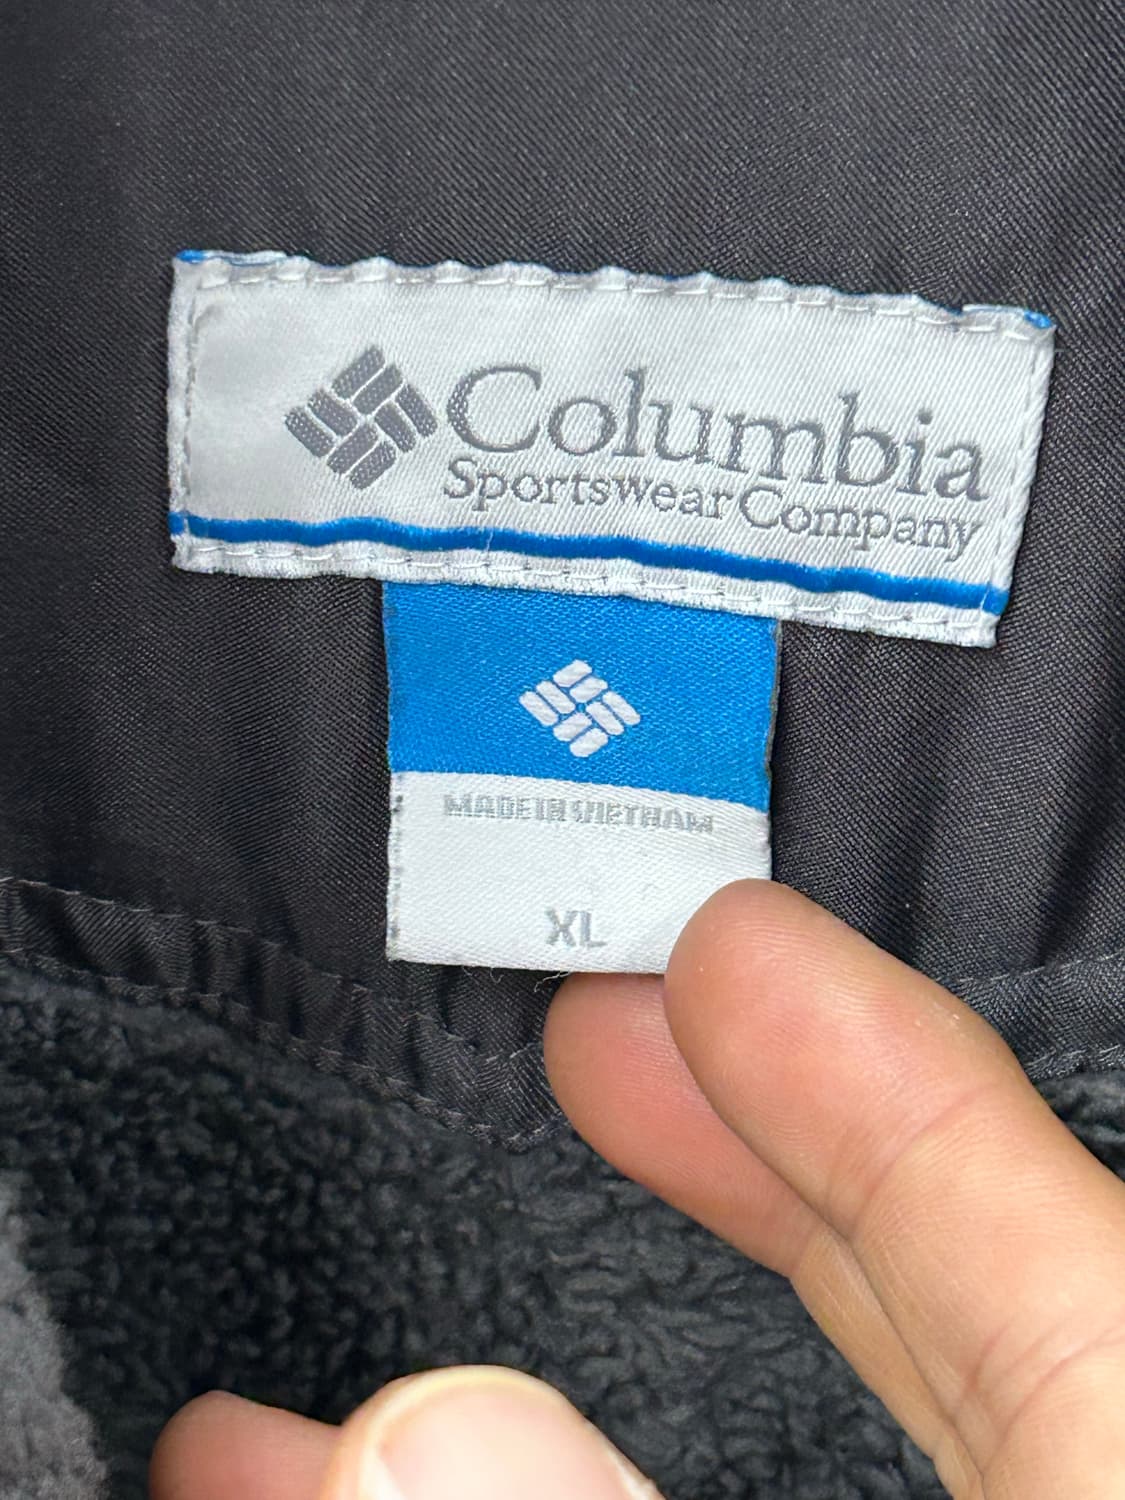 Columbia
Sportswear Company
MADE IN VIETNAM
XL